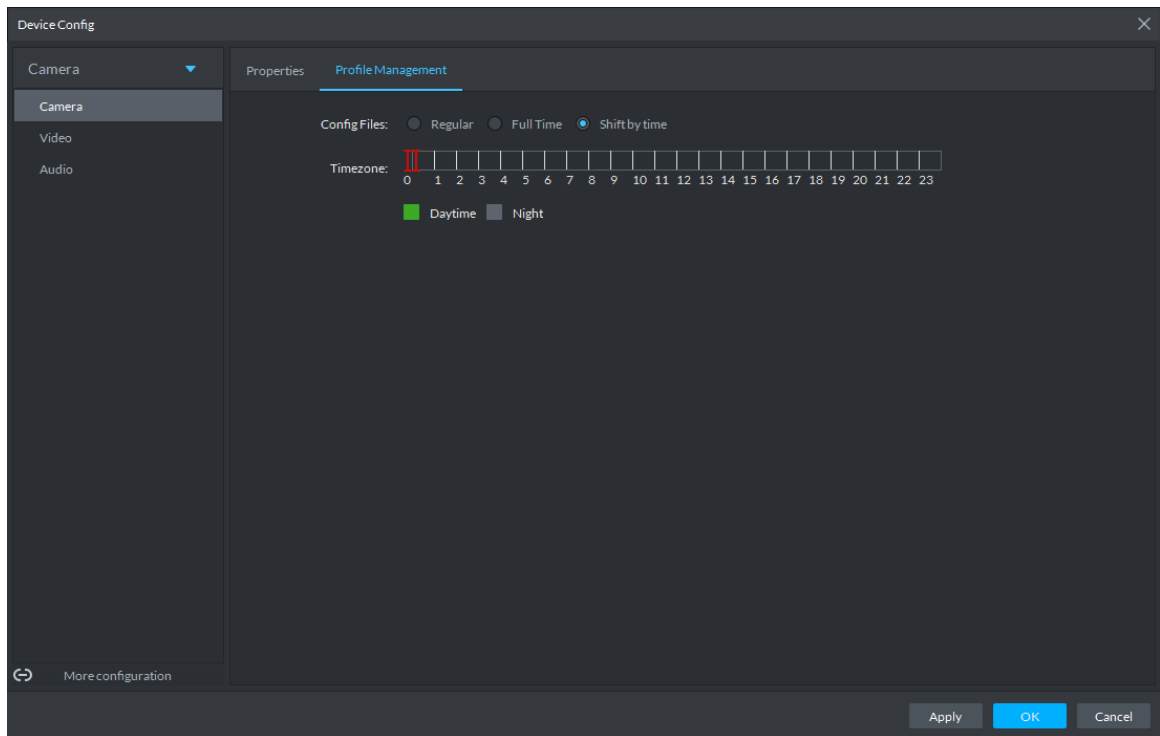 Device Config
Camera
Properties Profile Management
Camera
Video
Audio
Config Files: Regular Full Time Shift by time
Timezone:
0 1 2 3 4 5 6 7 8 9 10 11 12 13 14 15 16 17 18 19 20 21 22 23
Daytime Night
More configuration
Apply OK Cancel